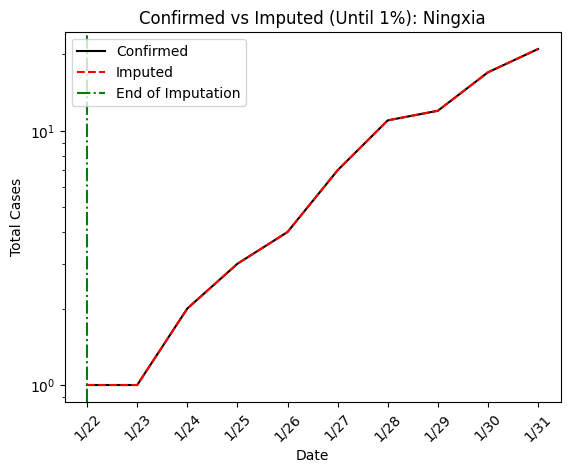 Confirmed vs Imputed (Until 1%): Ningxia
Confirmed
Imputed
End of Imputation
Total Cases
10¹
10⁰
1/22
1/23
1/24
1/25
1/26
1/27
1/28
1/29
1/30
1/31
Date